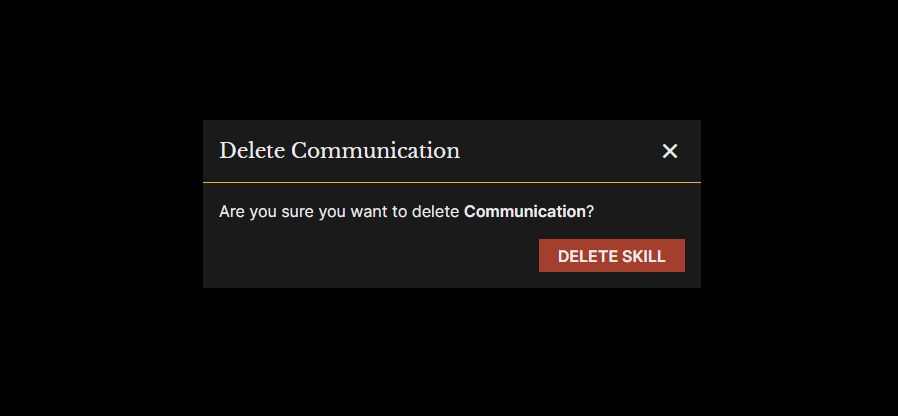 Delete Communication
Are you sure you want to delete Communication?
DELETE SKILL